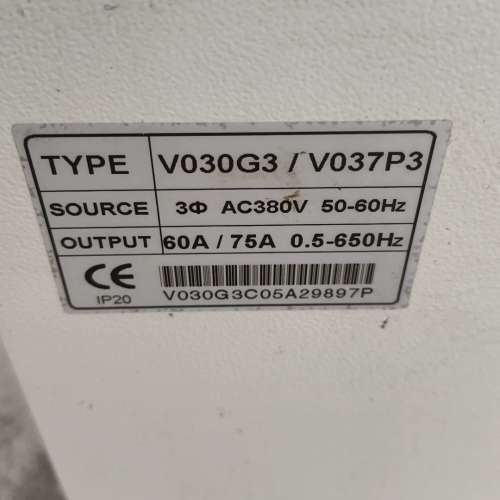 TYPE V030G3 / V037P3
SOURCE 3Φ AC380V 50-60Hz
OUTPUT 60A / 75A 0.5-650Hz
CE
IP20
V030G3C05A29897P